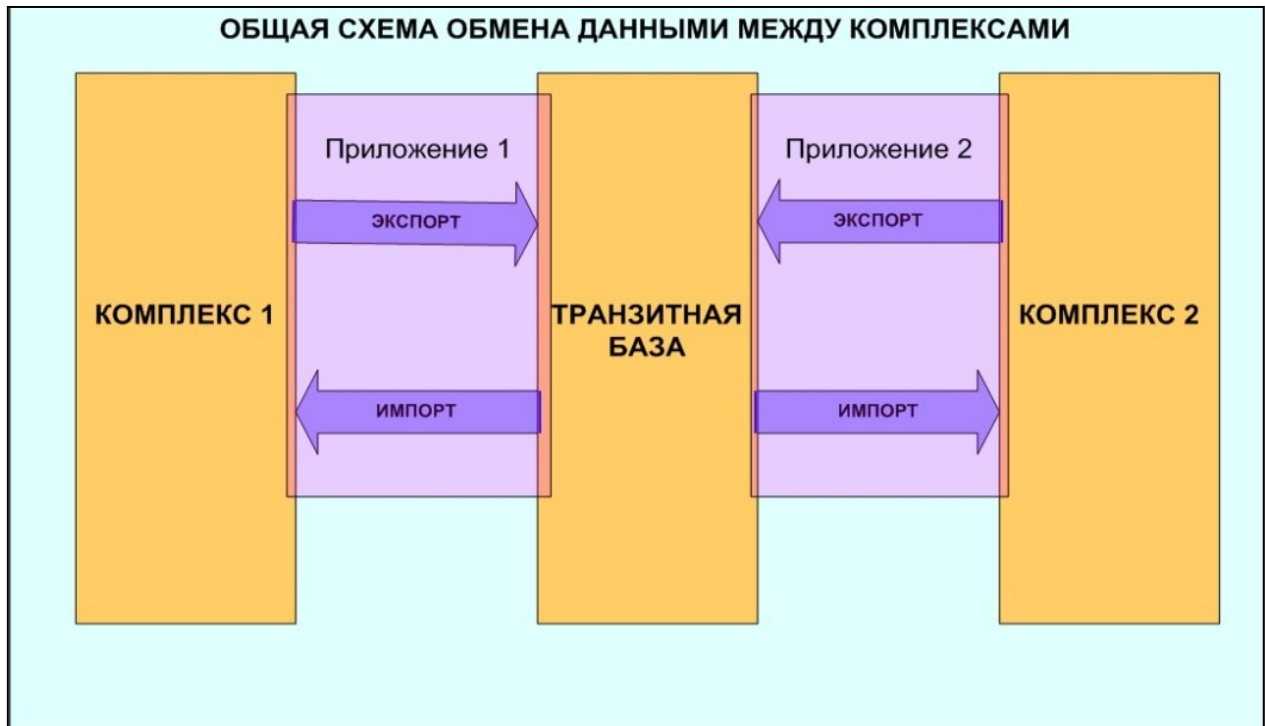 ОБЩАЯ СХЕМА ОБМЕНА ДАННЫМИ МЕЖДУ КОМПЛЕКСАМИ
Приложение 1
Приложение 2
ЭКСПОРТ
ЭКСПОРТ
КОМПЛЕКС 1
ТРАНЗИТНАЯ
БАЗА
КОМПЛЕКС 2
ИМПОРТ
ИМПОРТ